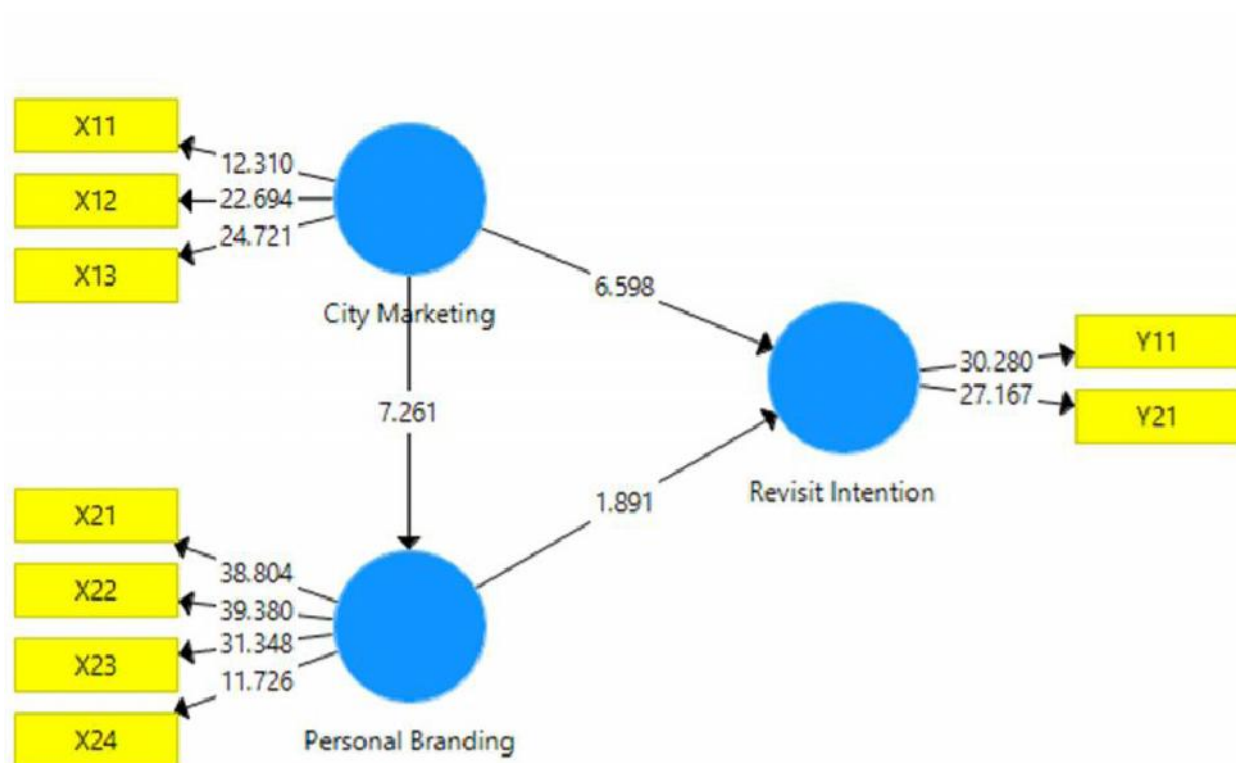 X11
12.310
X12
22.694
24.721
X13
City Marketing
6.598
7.261
Y11
30.280
27.167
Y21
Revisit Intention
1.891
X21
38.804
X22
39.380
31.348
X23
11.726
X24
Personal Branding